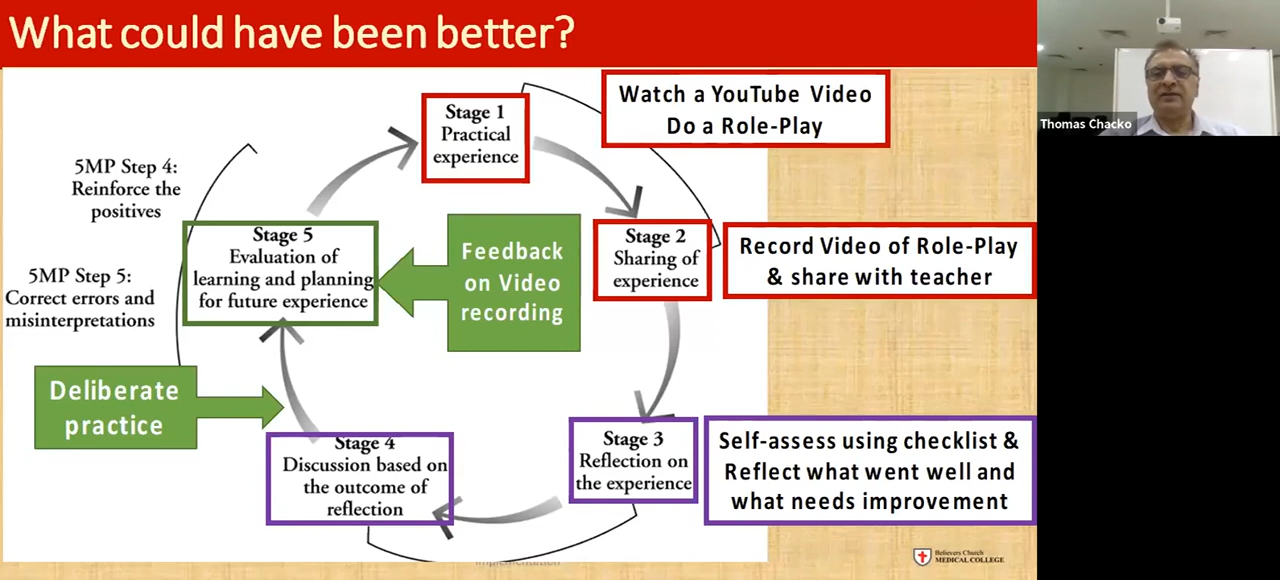 What could have been better?
Thomas Chacko
Stage 1
Practical
experience
Watch a YouTube Video
Do a Role-Play
5MP Step 4:
Reinforce the
positives
Stage 5
Evaluation of
learning and planning
for future experience
Feedback
on Video
recording
Stage 2
Sharing of
experience
Record Video of Role-Play
& share with teacher
5MP Step 5:
Correct errors and
misinterpretations
Deliberate
practice
Stage 4
Discussion based on
the outcome of
reflection
Stage 3
Reflection on
the experience
Self-assess using checklist &
Reflect what went well and
what needs improvement
Believers Church
MEDICAL COLLEGE
implementation